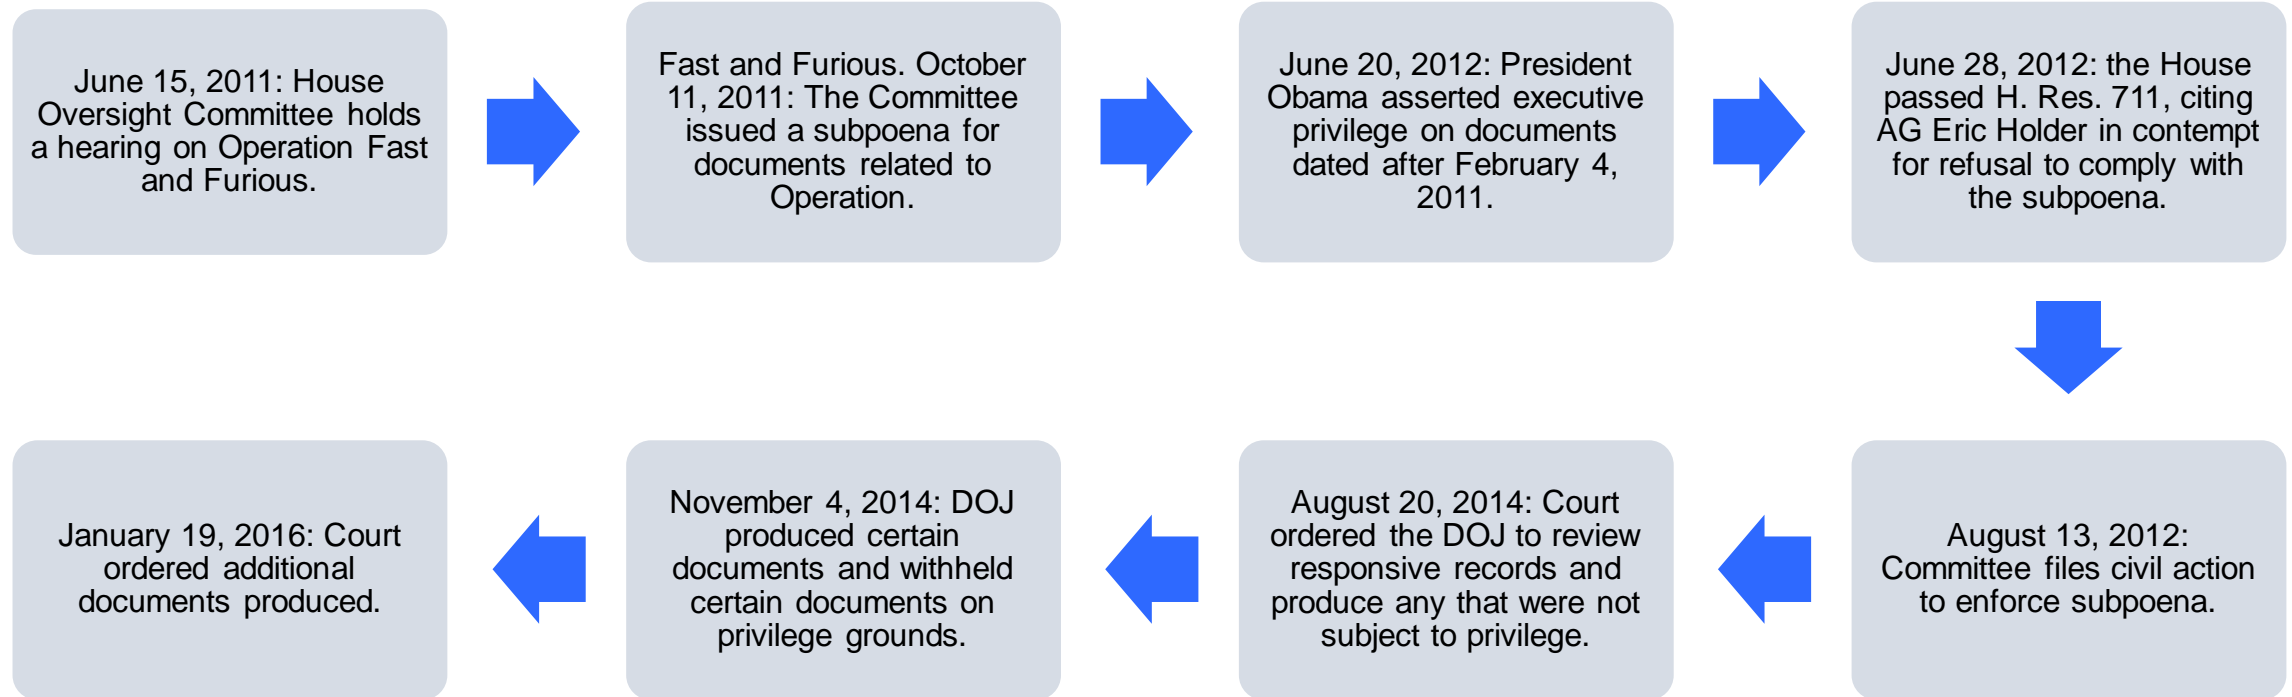 June 15, 2011: House
Oversight Committee holds
a hearing on Operation Fast
and Furious.
Fast and Furious. October
11, 2011: The Committee
issued a subpoena for
documents related to
Operation.
June 20, 2012: President
Obama asserted executive
privilege on documents
dated after February 4,
2011.
June 28, 2012: the House
passed H. Res. 711, citing
AG Eric Holder in contempt
for refusal to comply with
the subpoena.
August 13, 2012:
Committee files civil action
to enforce subpoena.
August 20, 2014: Court
ordered the DOJ to review
responsive records and
produce any that were not
subject to privilege.
November 4, 2014: DOJ
produced certain
documents and withheld
certain documents on
privilege grounds.
January 19, 2016: Court
ordered additional
documents produced.